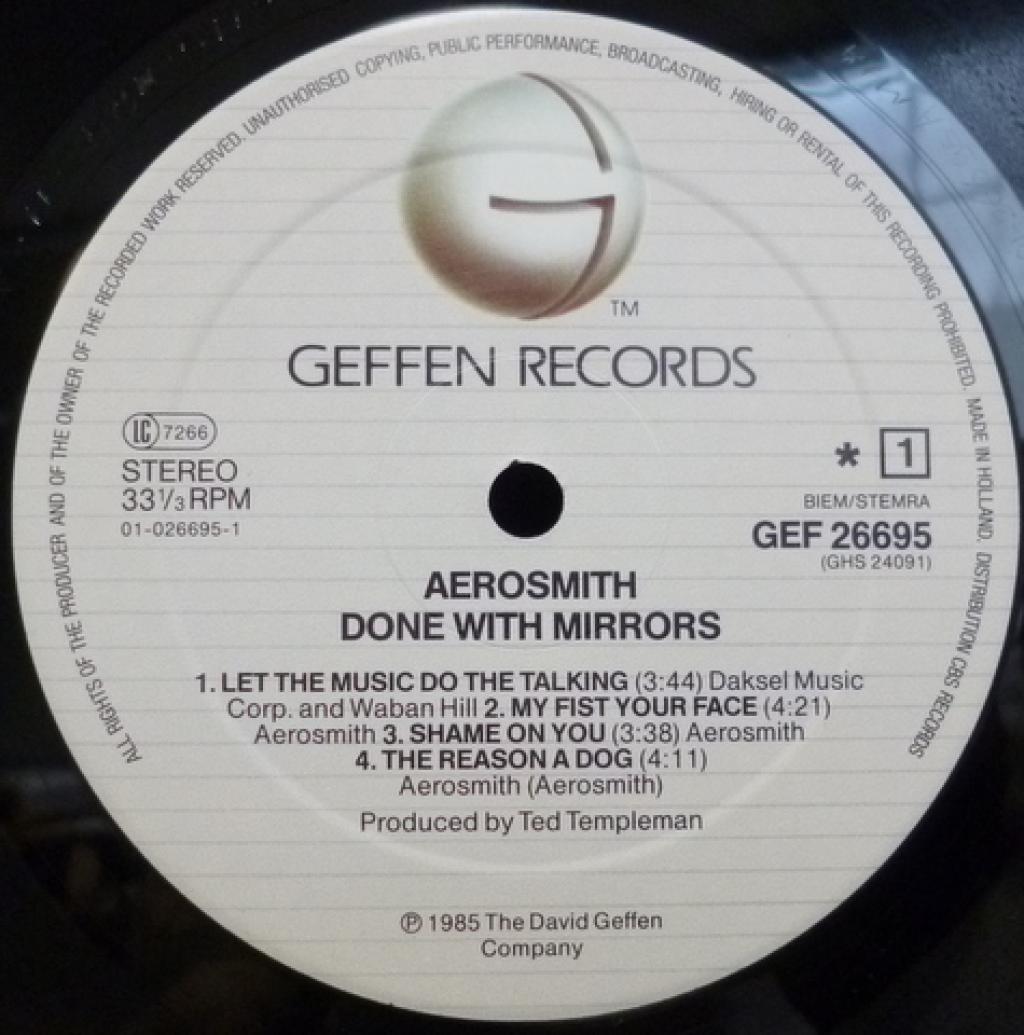 ALL RIGHTS OF THE PRODUCER AND OF THE OWNER OF THE RECORDED WORK RESERVED. UNAUTHORISED COPYING, PUBLIC PERFORMANCE, BROADCASTING, HIRING OR RENTAL OF THIS RECORDING PROHIBITED. MADE IN HOLLAND. DISTRIBUTION CBS RECORDS
G
TM
GEFFEN RECORDS
LC 7266
STEREO
33 1/3 RPM
01-026695-1
* 1
BIEM/STEMRA
GEF 26695
(GHS 24091)
AEROSMITH
DONE WITH MIRRORS
1. LET THE MUSIC DO THE TALKING (3:44) Daksel Music
Corp. and Waban Hill 2. MY FIST YOUR FACE (4:21)
Aerosmith 3. SHAME ON YOU (3:38) Aerosmith
4. THE REASON A DOG (4:11)
Aerosmith (Aerosmith)
Produced by Ted Templeman
℗ 1985 The David Geffen
Company